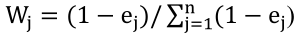 Wⱼ = (1 − eⱼ)/ ∑ⁿⱼ₌₁(1 − eⱼ)